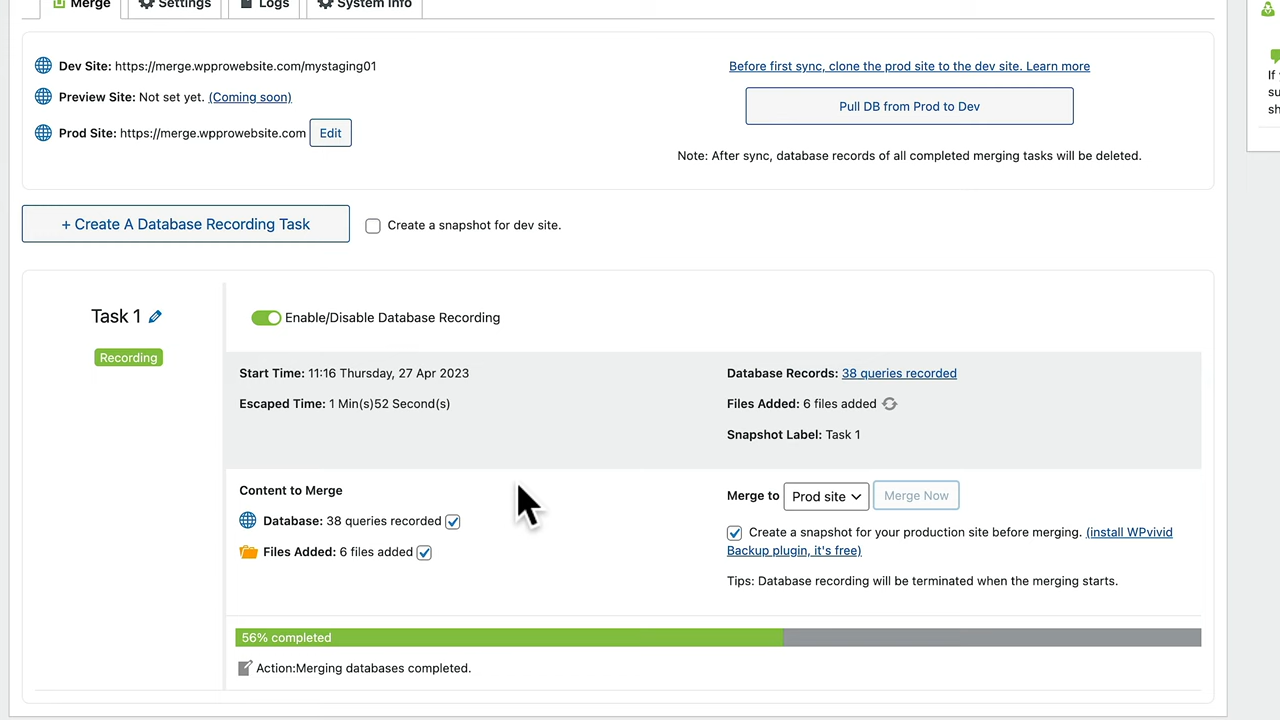 Merge Settings Logs System Info
Dev Site: https://merge.wpprowebsite.com/mystaging01
Preview Site: Not set yet. (Coming soon)
Prod Site: https://merge.wpprowebsite.com Edit
Before first sync, clone the prod site to the dev site. Learn more
Pull DB from Prod to Dev
Note: After sync, database records of all completed merging tasks will be deleted.
If
su
sh
+ Create A Database Recording Task Create a snapshot for dev site.
Task 1
Recording
Enable/Disable Database Recording
Start Time: 11:16 Thursday, 27 Apr 2023
Escaped Time: 1 Min(s)52 Second(s)
Database Records: 38 queries recorded
Files Added: 6 files added
Snapshot Label: Task 1
Content to Merge
Database: 38 queries recorded
Files Added: 6 files added
Merge to Prod site Merge Now
Create a snapshot for your production site before merging. (install WPvivid
Backup plugin, it's free)
Tips: Database recording will be terminated when the merging starts.
56% completed
Action:Merging databases completed.